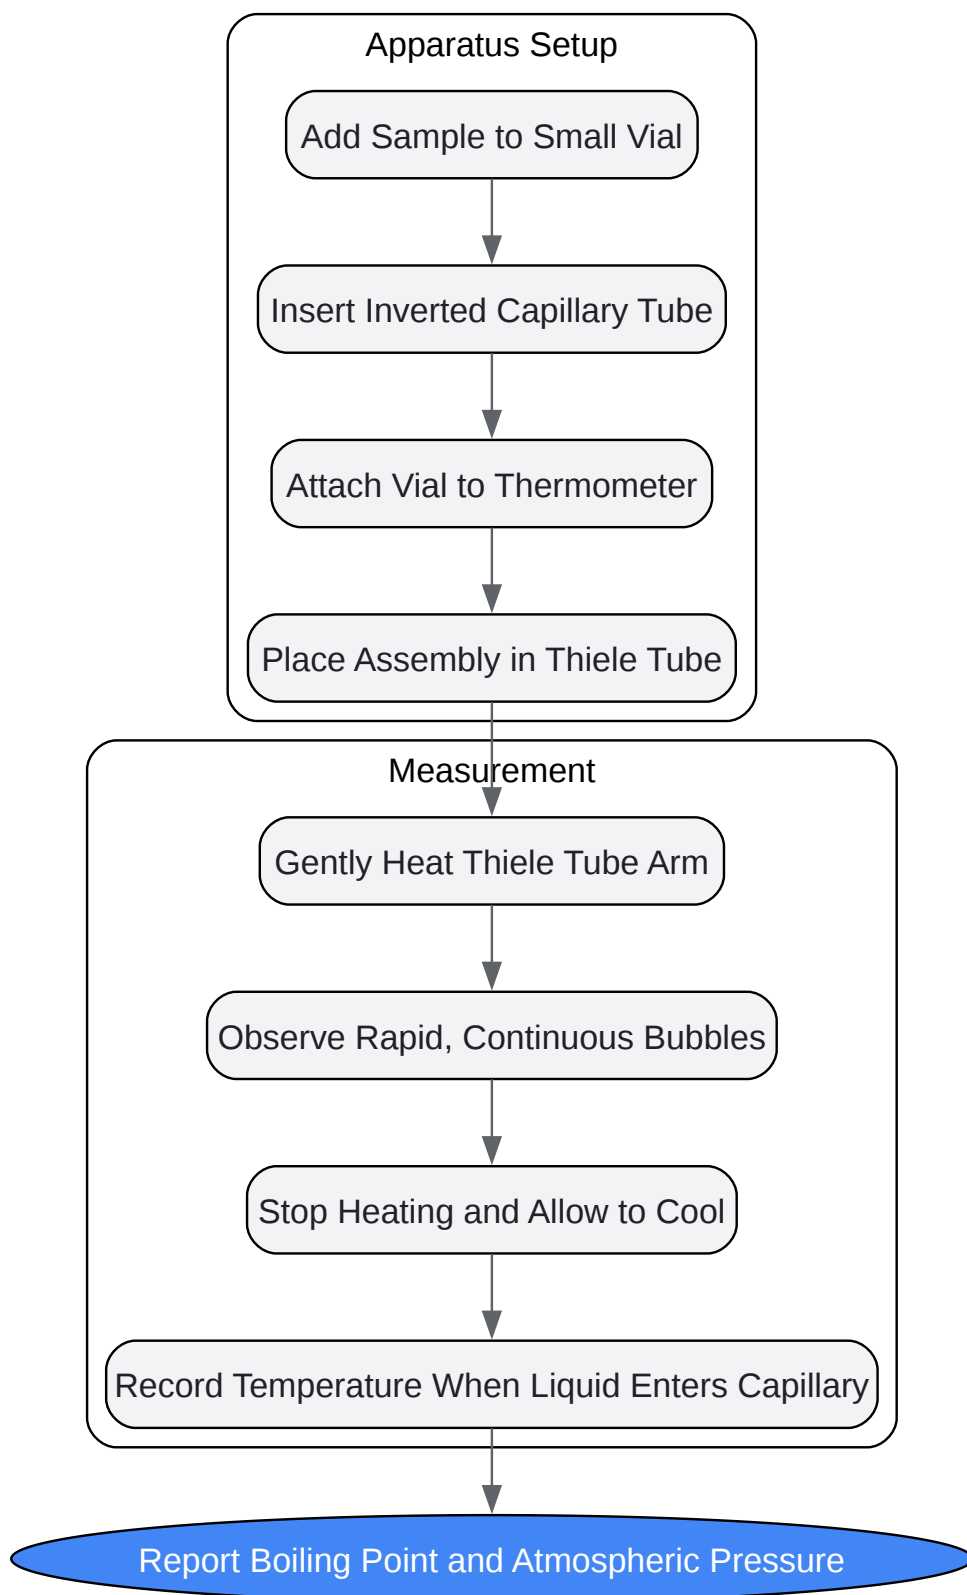 Apparatus Setup
Add Sample to Small Vial
Insert Inverted Capillary Tube
Attach Vial to Thermometer
Place Assembly in Thiele Tube
Measurement
Gently Heat Thiele Tube Arm
Observe Rapid, Continuous Bubbles
Stop Heating and Allow to Cool
Record Temperature When Liquid Enters Capillary
Report Boiling Point and Atmospheric Pressure